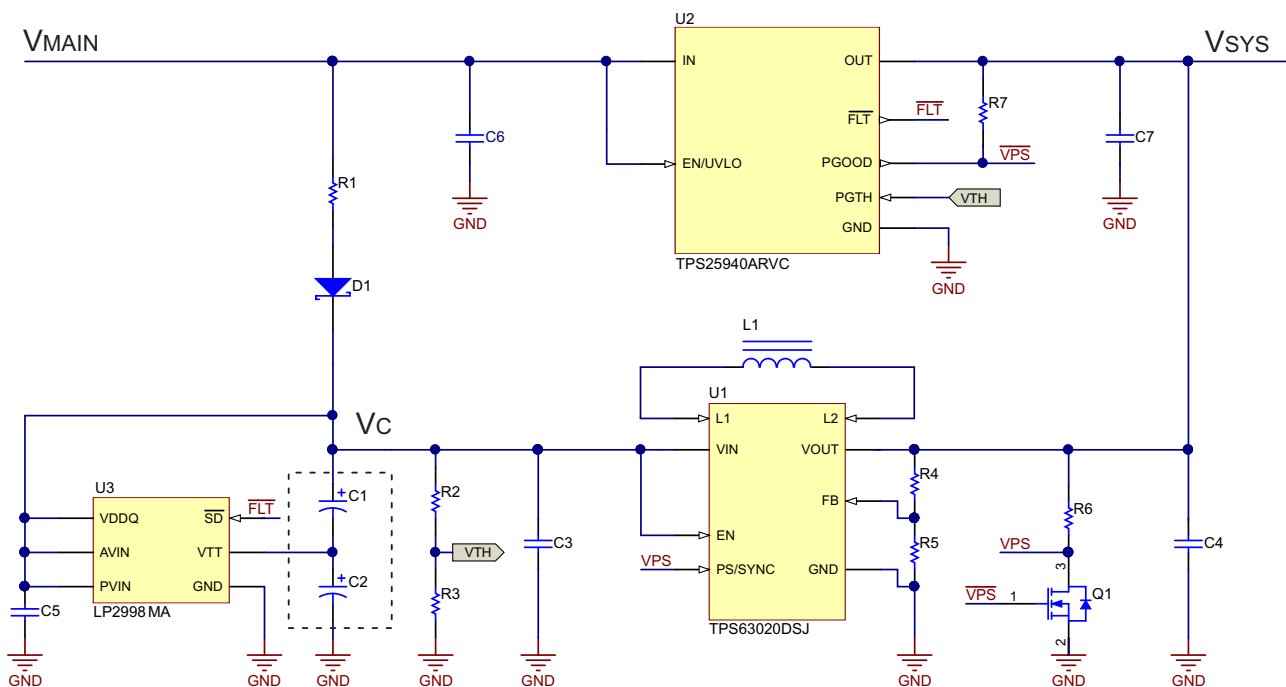 U2
VMAIN
VSYS
IN
OUT
R7
FLT
FLT
C6
C7
EN/UVLO
PGOOD
VPS
R1
PGTH
VTH
GND
GND
GND
TPS25940ARVC
D1
GND
L1
U1
VC
L1
L2
VIN
VOUT
R4
U3
C1
R2
FB
R6
FLT
VDDQ
SD
EN
VPS
AVIN
VTT
VTH
C3
R5
C4
3
VPS
PS/SYNC
GND
PVIN
GND
C2
R3
VPS
1
Q1
C5
LP2998 MA
TPS63020DSJ
2
GND
GND
GND
GND
GND
GND
GND
GND